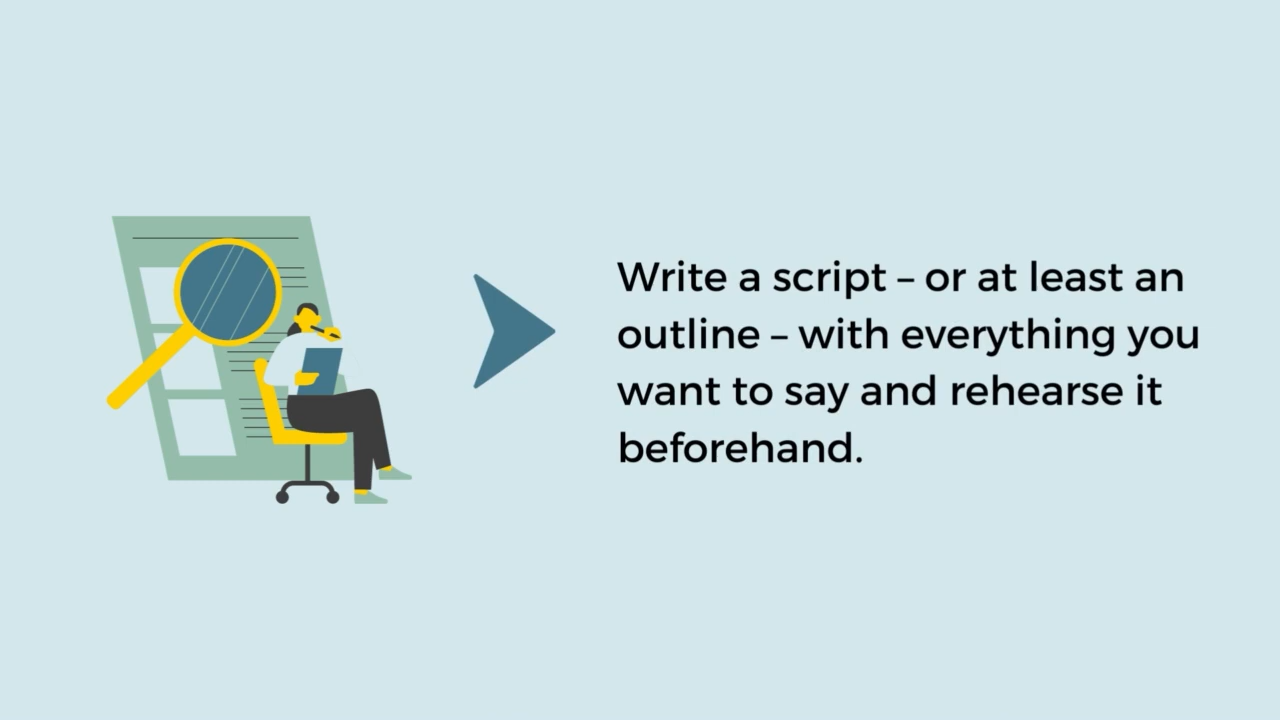 Write a script – or at least an
outline – with everything you
want to say and rehearse it
beforehand.